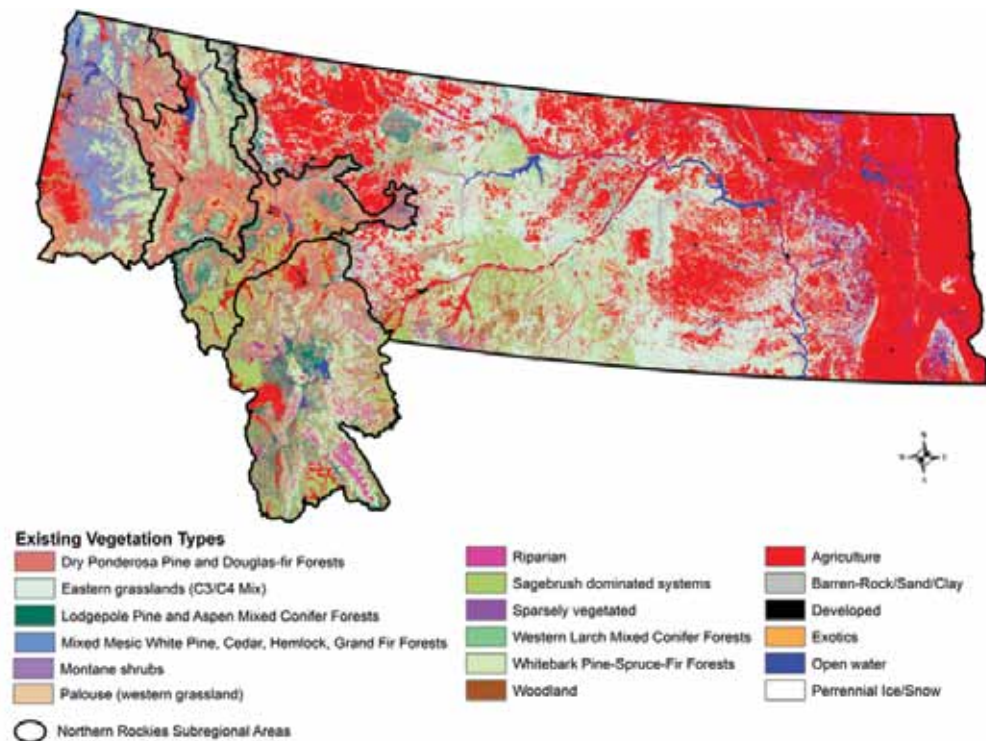 N
W E
S
Existing Vegetation Types
Dry Ponderosa Pine and Douglas-fir Forests
Eastern grasslands (C3/C4 Mix)
Lodgepole Pine and Aspen Mixed Conifer Forests
Mixed Mesic White Pine, Cedar, Hemlock, Grand Fir Forests
Montane shrubs
Palouse (western grassland)
Northern Rockies Subregional Areas
Riparian
Sagebrush dominated systems
Sparsely vegetated
Western Larch Mixed Conifer Forests
Whitebark Pine-Spruce-Fir Forests
Woodland
Agriculture
Barren-Rock/Sand/Clay
Developed
Exotics
Open water
Perrennial Ice/Snow